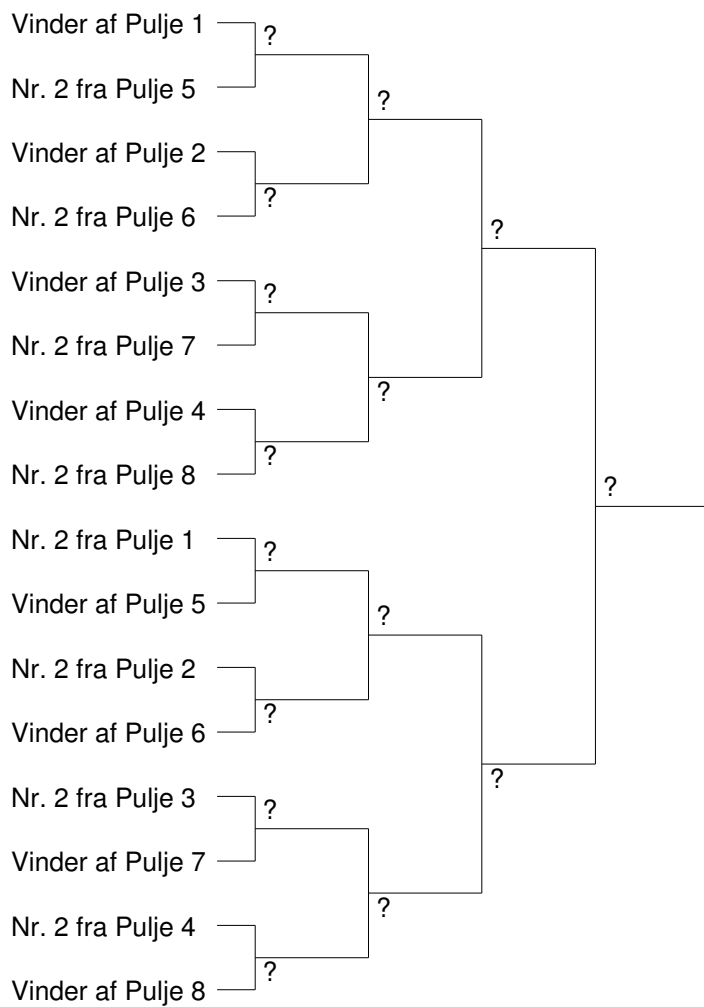 Vinder af Pulje 1
?
Nr. 2 fra Pulje 5
?
Vinder af Pulje 2
?
Nr. 2 fra Pulje 6
?
Vinder af Pulje 3
?
Nr. 2 fra Pulje 7
?
Vinder af Pulje 4
?
Nr. 2 fra Pulje 8
?
Nr. 2 fra Pulje 1
?
Vinder af Pulje 5
?
Nr. 2 fra Pulje 2
?
Vinder af Pulje 6
?
Nr. 2 fra Pulje 3
?
Vinder af Pulje 7
?
Nr. 2 fra Pulje 4
?
Vinder af Pulje 8